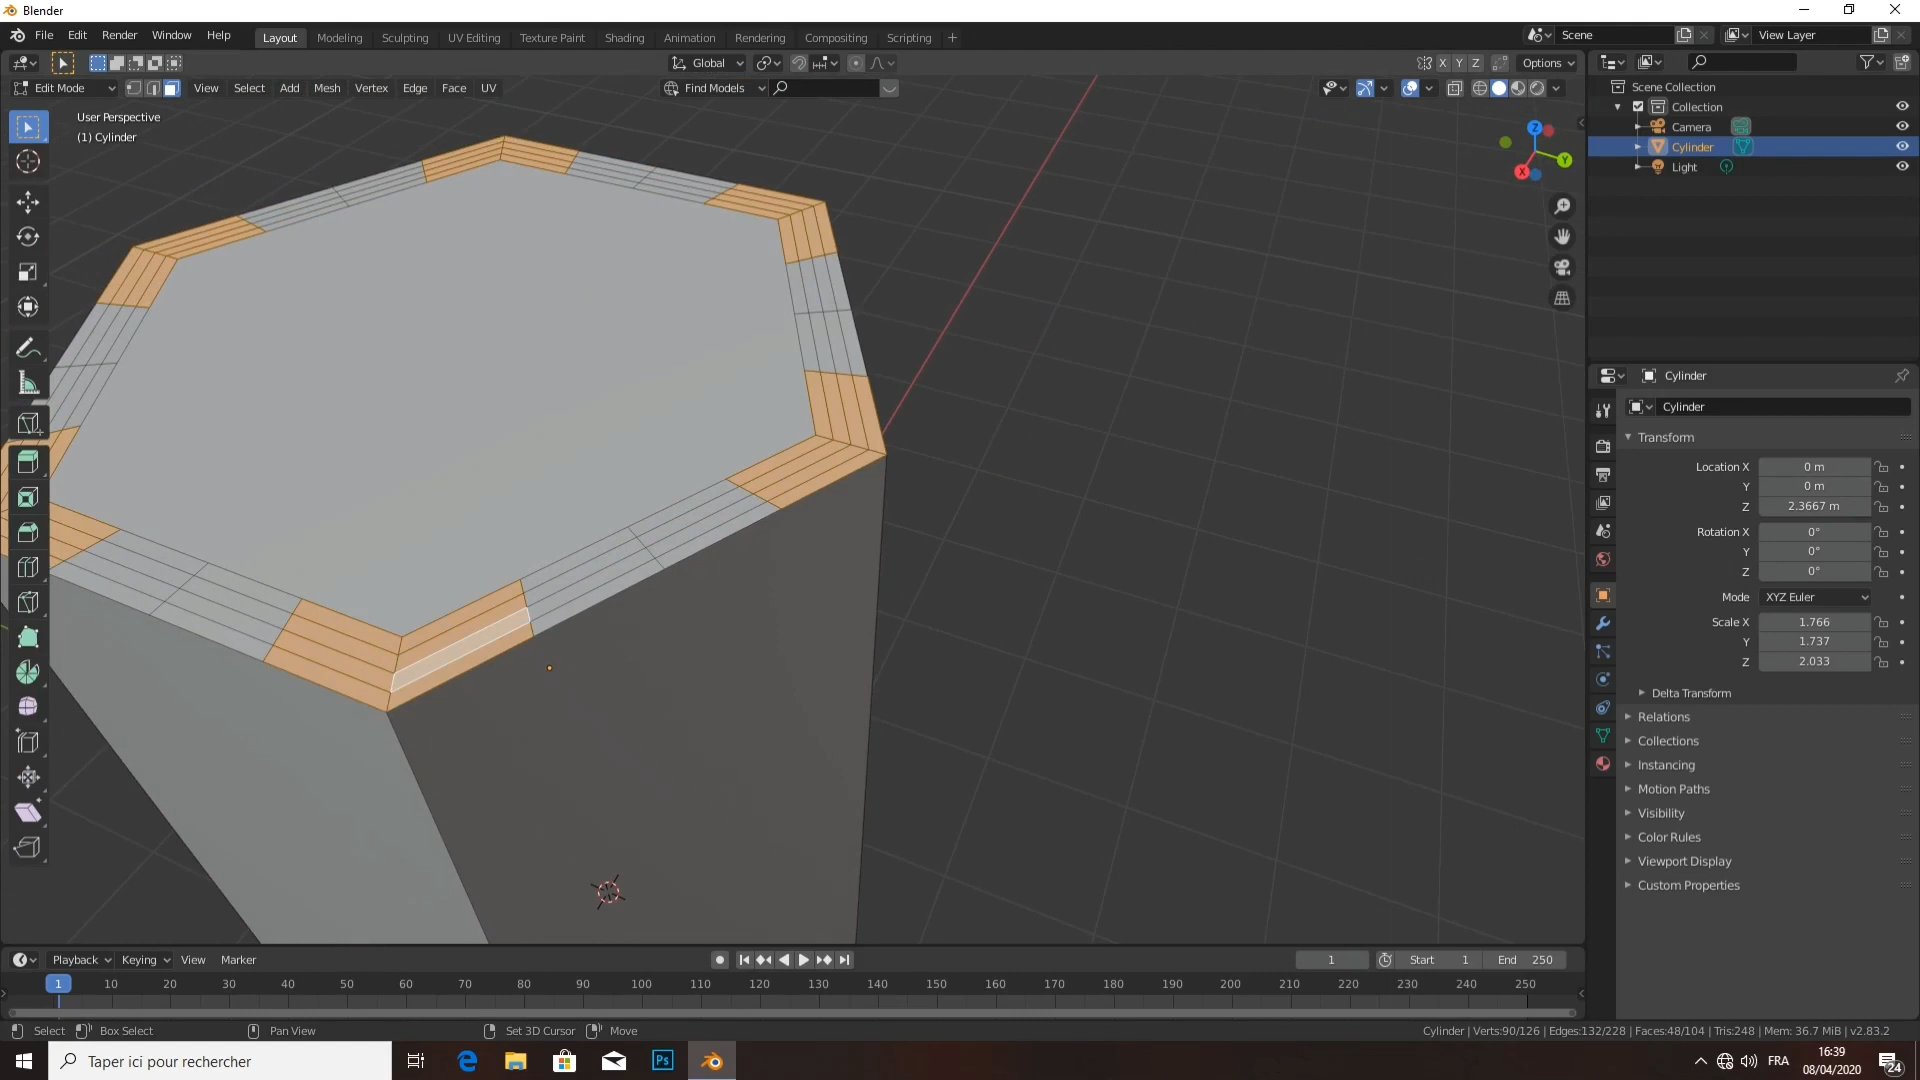 Blender
File Edit Render Window Help
Layout Modeling Sculpting UV Editing Texture Paint Shading Animation Rendering Compositing Scripting +
Scene
View Layer
Global
X Y Z Options
Edit Mode View Select Add Mesh Vertex Edge Face UV
Find Models
User Perspective
(1) Cylinder
Z
Y
X
Scene Collection
Collection
Camera
Cylinder
Light
Cylinder
Cylinder
Transform
Location X 0 m
Y 0 m
Z 2.3667 m
Rotation X 0°
Y 0°
Z 0°
Mode XYZ Euler
Scale X 1.766
Y 1.737
Z 2.033
Delta Transform
Relations
Collections
Instancing
Motion Paths
Visibility
Color Rules
Viewport Display
Custom Properties
Playback Keying View Marker
1 Start 1 End 250
1 10 20 30 40 50 60 70 80 90 100 110 120 130 140 150 160 170 180 190 200 210 220 230 240 250
Select Box Select Pan View Set 3D Cursor Move
Cylinder | Verts:90/126 | Edges:132/228 | Faces:48/104 | Tris:248 | Mem: 36.7 MiB | v2.83.2
Taper ici pour rechercher
Ps
FRA
16:39
08/04/2020
24